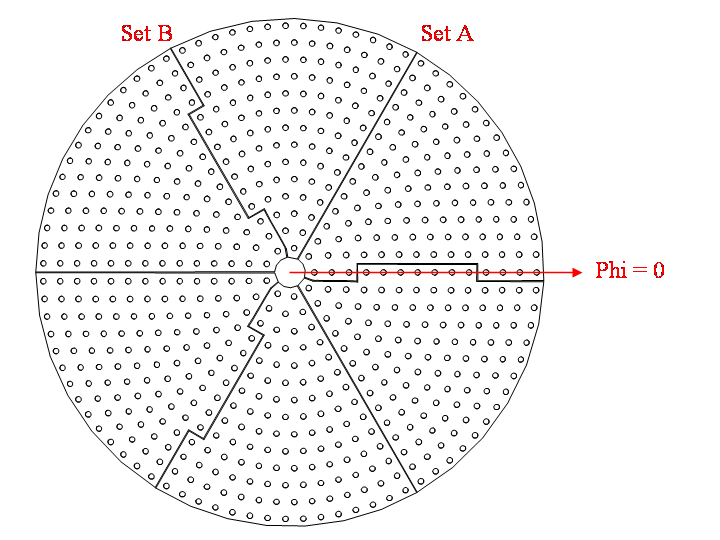 Set B
Set A
Phi = 0